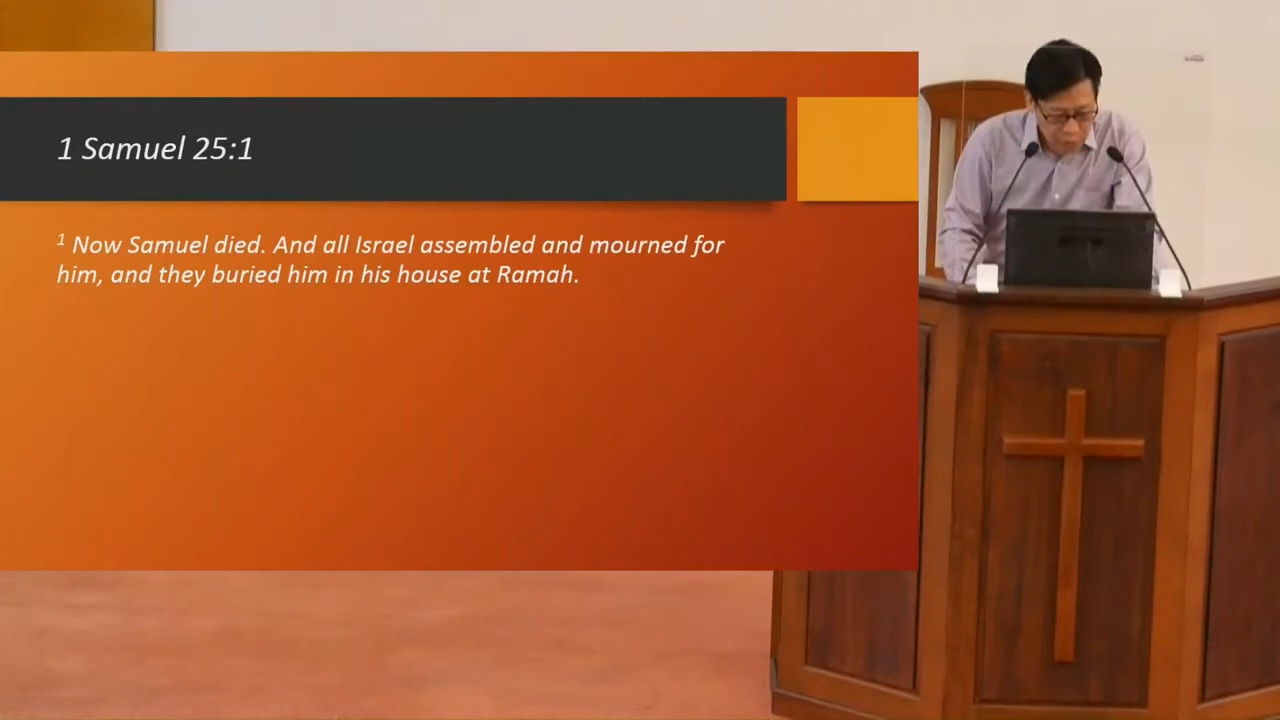 1 Samuel 25:1
1 Now Samuel died. And all Israel assembled and mourned for
him, and they buried him in his house at Ramah.